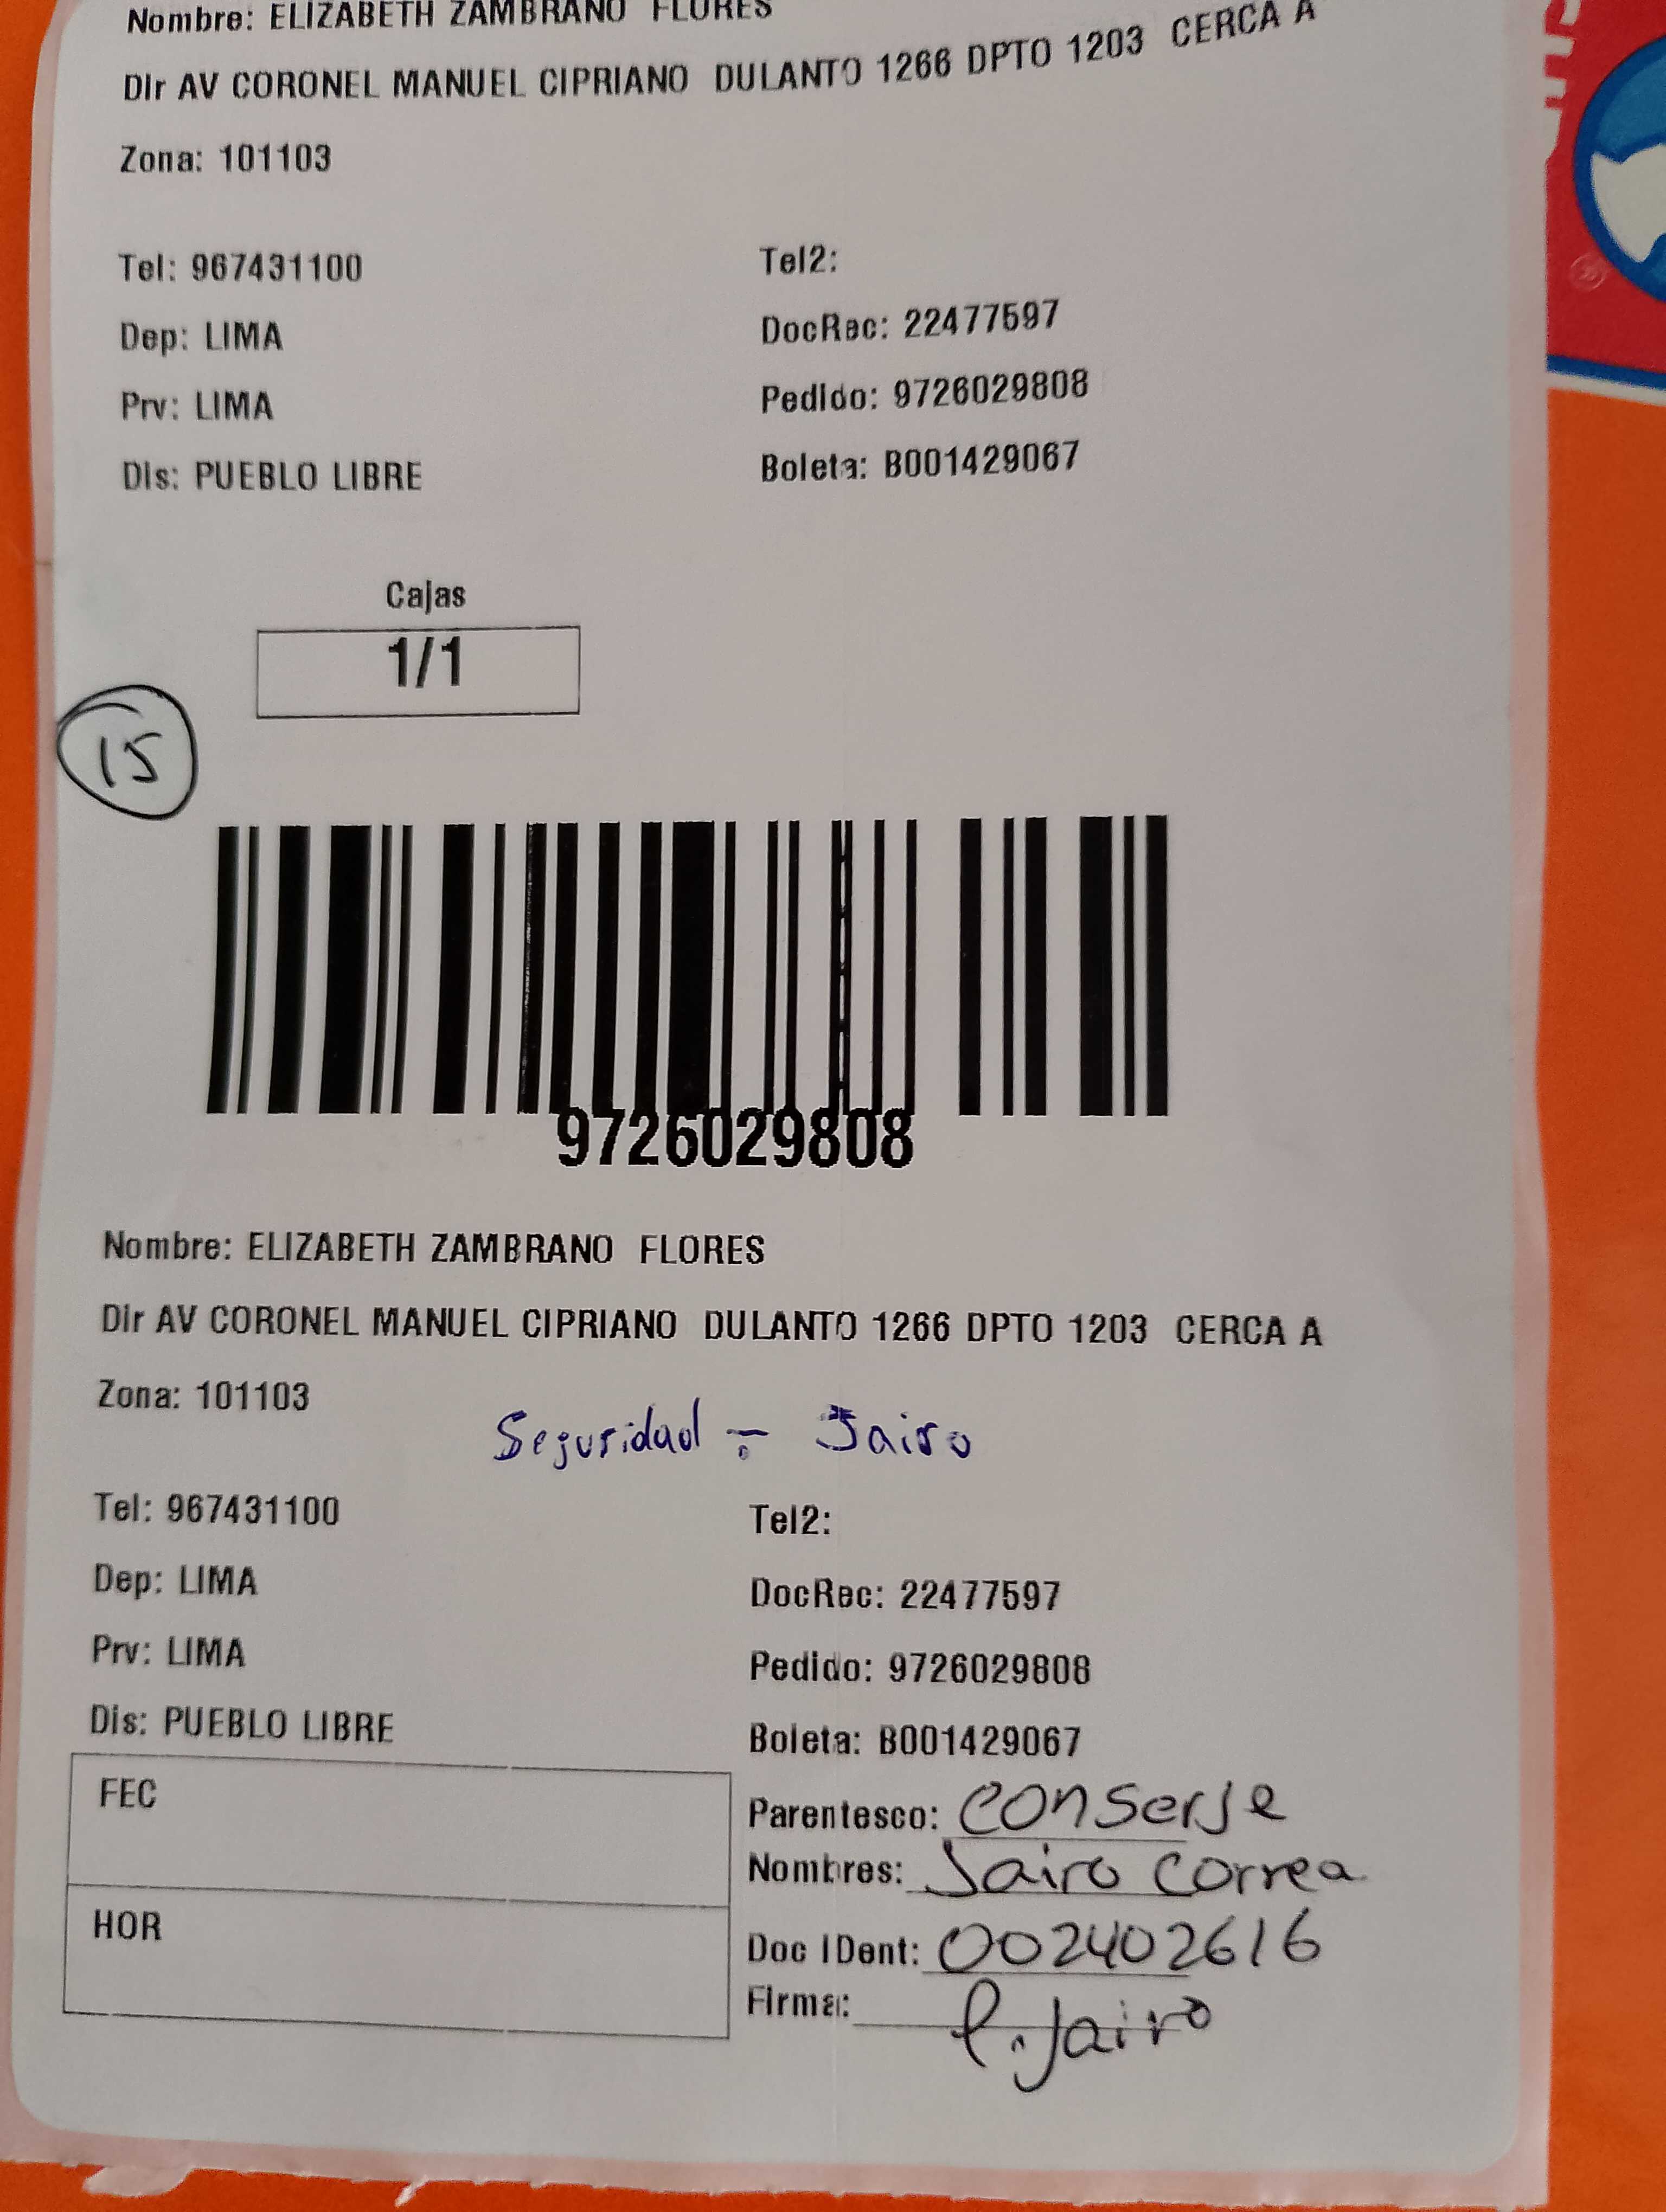 Nombre: ELIZABETH ZAMBRANO FLORES
Dir AV CORONEL MANUEL CIPRIANO DULANTO 1266 DPTO 1203 CERCA A
Zona: 101103
Tel: 967431100
Tel2:
Dep: LIMA
DocRec: 22477597
Prv: LIMA
Pedido: 9726029808
Dis: PUEBLO LIBRE
Boleta: B001429067
Cajas
1/1
15
9726029808
Nombre: ELIZABETH ZAMBRANO FLORES
Dir AV CORONEL MANUEL CIPRIANO DULANTO 1266 DPTO 1203 CERCA A
Zona: 101103
Seguridad - Jairo
Tel: 967431100
Tel2:
Dep: LIMA
DocRec: 22477597
Prv: LIMA
Pedido: 9726029808
Dis: PUEBLO LIBRE
Boleta: B001429067
FEC
Parentesco: Conserje
Nombres: Jairo Correa
HOR
Doc IDent: 002402616
Firma: P. Jairo